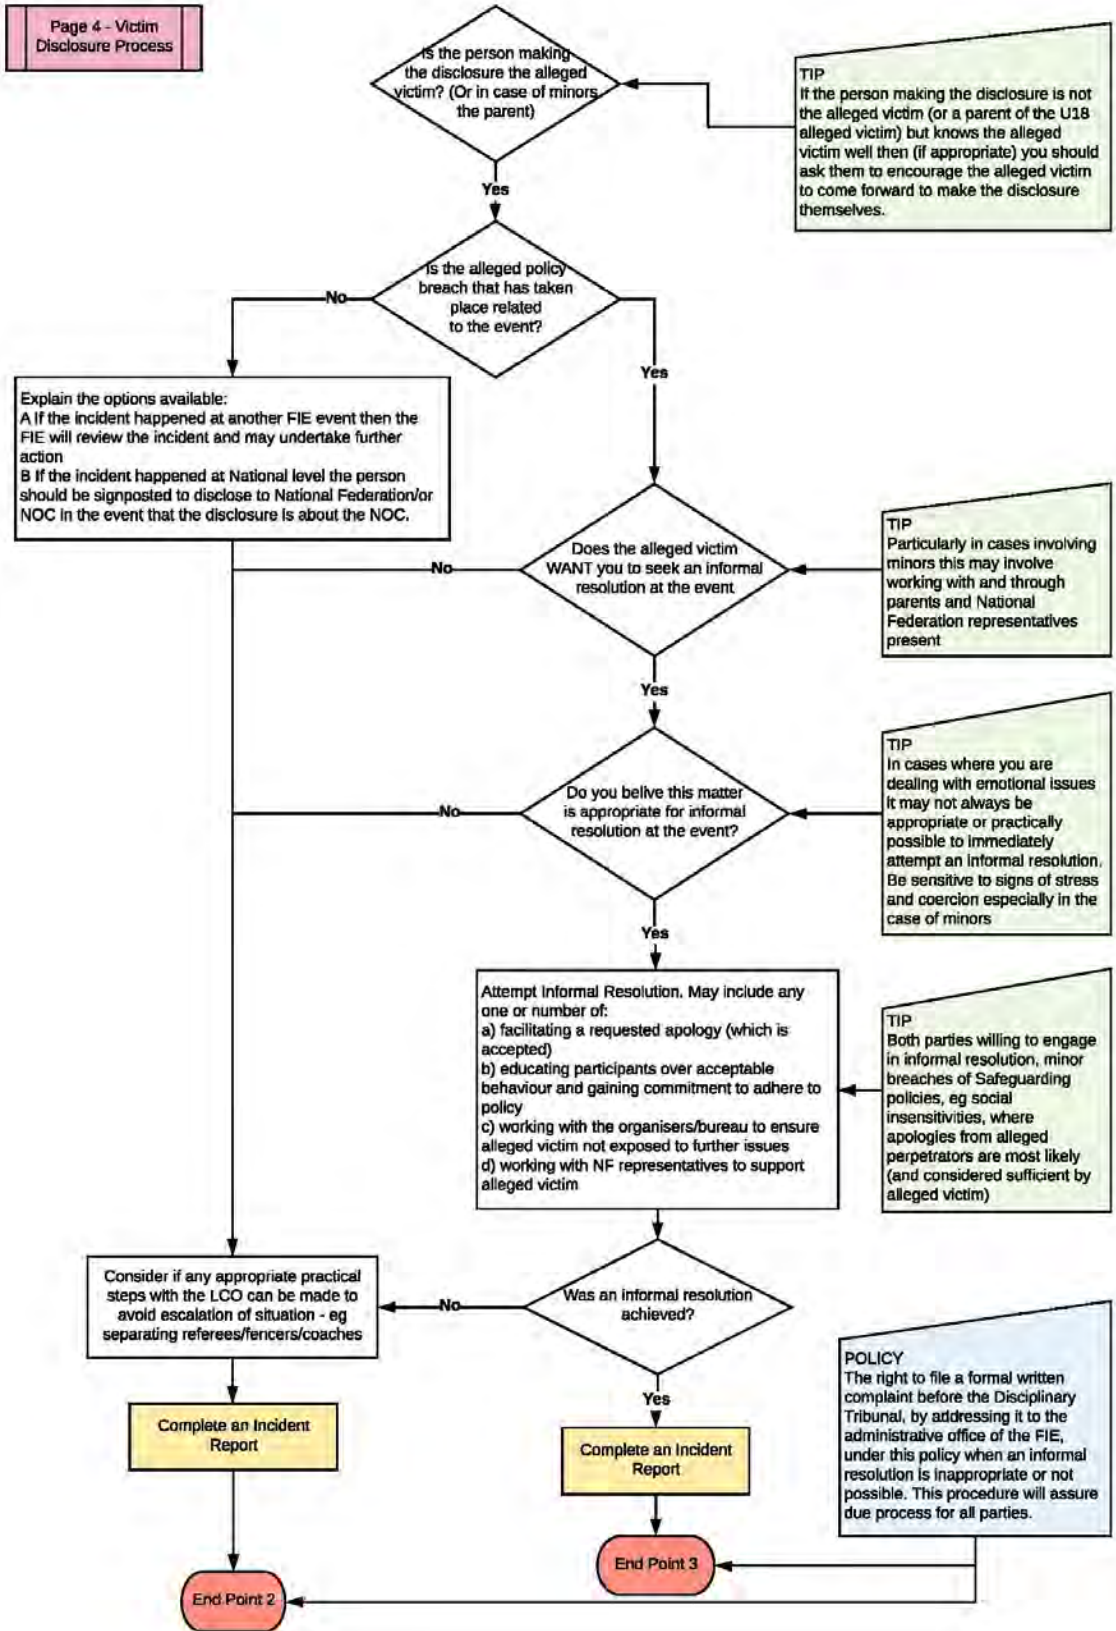 Page 4 - Victim
Disclosure Process
Is the person making
the disclosure the alleged
victim? (Or in case of minors
the parent)
TIP
If the person making the disclosure is not
the alleged victim (or a parent of the U18
alleged victim) but knows the alleged
victim well then (if appropriate) you should
ask them to encourage the alleged victim
to come forward to make the disclosure
themselves.
Yes
Is the alleged policy
breach that has taken
place related
to the event?
No
Yes
Explain the options available:
A If the incident happened at another FIE event then the
FIE will review the incident and may undertake further
action
B If the incident happened at National level the person
should be signposted to disclose to National Federation/or
NOC in the event that the disclosure is about the NOC.
Does the alleged victim
WANT you to seek an informal
resolution at the event
No
TIP
Particularly in cases involving
minors this may involve
working with and through
parents and National
Federation representatives
present
Yes
Do you belive this matter
is appropriate for informal
resolution at the event?
No
TIP
In cases where you are
dealing with emotional issues
it may not always be
appropriate or practically
possible to immediately
attempt an informal resolution.
Be sensitive to signs of stress
and coercion especially in the
case of minors
Yes
Attempt Informal Resolution. May include any
one or number of:
a) facilitating a requested apology (which is
accepted)
b) educating participants over acceptable
behaviour and gaining commitment to adhere to
policy
c) working with the organisers/bureau to ensure
alleged victim not exposed to further issues
d) working with NF representatives to support
alleged victim
TIP
Both parties willing to engage
in informal resolution, minor
breaches of Safeguarding
policies, eg social
insensitivities, where
apologies from alleged
perpetrators are most likely
(and considered sufficient by
alleged victim)
Consider if any appropriate practical
steps with the LCO can be made to
avoid escalation of situation - eg
separating referees/fencers/coaches
No
Was an informal resolution
achieved?
Yes
POLICY
The right to file a formal written
complaint before the Disciplinary
Tribunal, by addressing it to the
administrative office of the FIE,
under this policy when an informal
resolution is inappropriate or not
possible. This procedure will assure
due process for all parties.
Complete an Incident
Report
Complete an Incident
Report
End Point 3
End Point 2